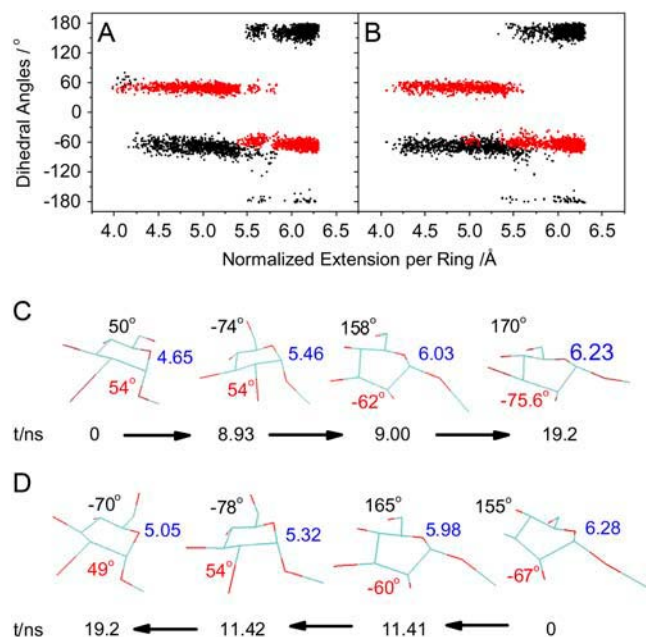 A
B
180
120
60
0
-60
-120
-180
Dihedral Angles /°
4.0 4.5 5.0 5.5 6.0 6.5
4.0 4.5 5.0 5.5 6.0 6.5
Normalized Extension per Ring /Å
C
50° -74° 158° 170°
4.65 5.46 6.03 6.23
54° 54° -62° -75.6°
t/ns 0 8.93 9.00 19.2
D
-70° -78° 165° 155°
5.05 5.32 5.98 6.28
49° 54° -60° -67°
t/ns 19.2 11.42 11.41 0